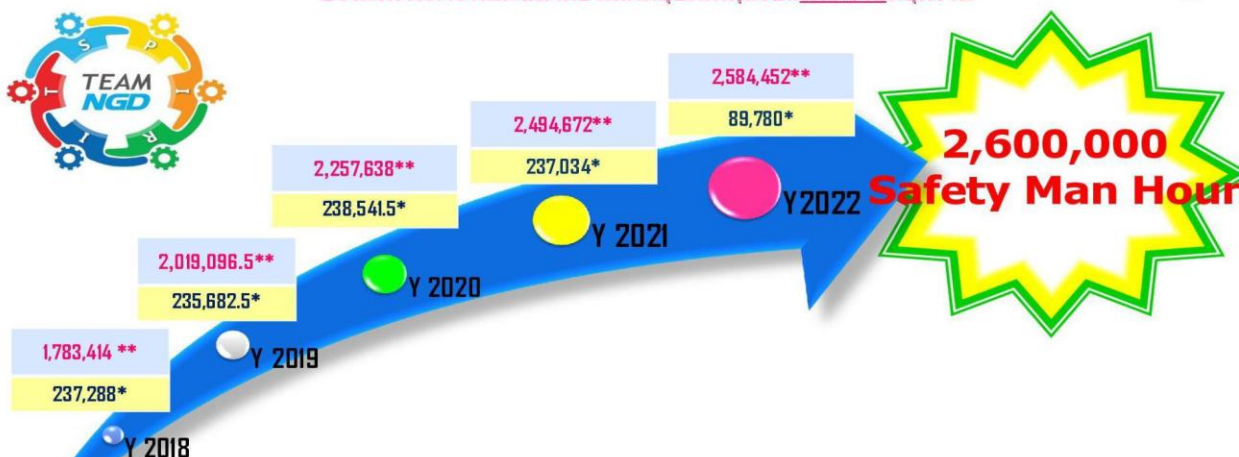 S P I R I T
TEAM
NGD
2,584,452**
89,780*
2,494,672**
237,034*
2,257,638**
238,541.5*
2,019,096.5**
235,682.5*
1,783,414 **
237,288*
Y 2018
Y 2019
Y 2020
Y 2021
Y2022
2,600,000
Safety Man Hour